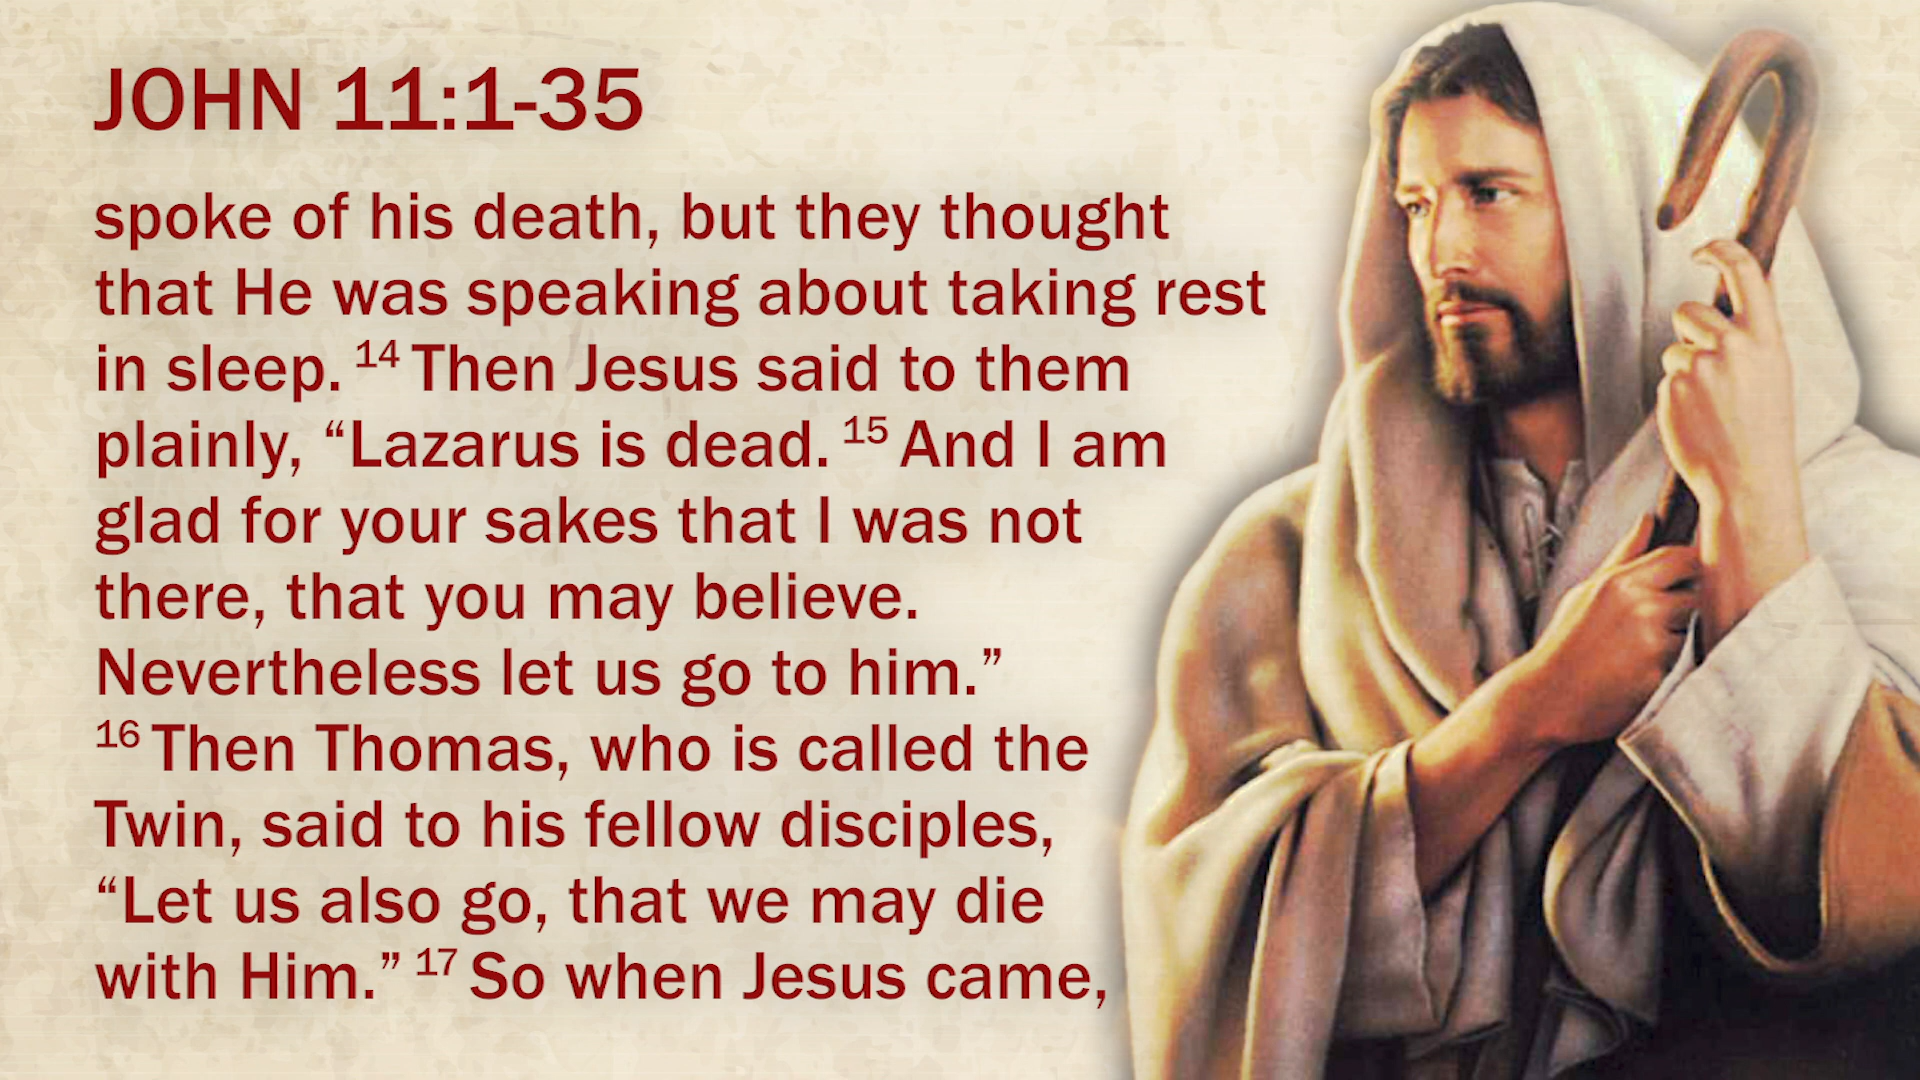 JOHN 11:1-35
spoke of his death, but they thought
that He was speaking about taking rest
in sleep. 14 Then Jesus said to them
plainly, “Lazarus is dead. 15 And I am
glad for your sakes that I was not
there, that you may believe.
Nevertheless let us go to him.”
16 Then Thomas, who is called the
Twin, said to his fellow disciples,
“Let us also go, that we may die
with Him.” 17 So when Jesus came,